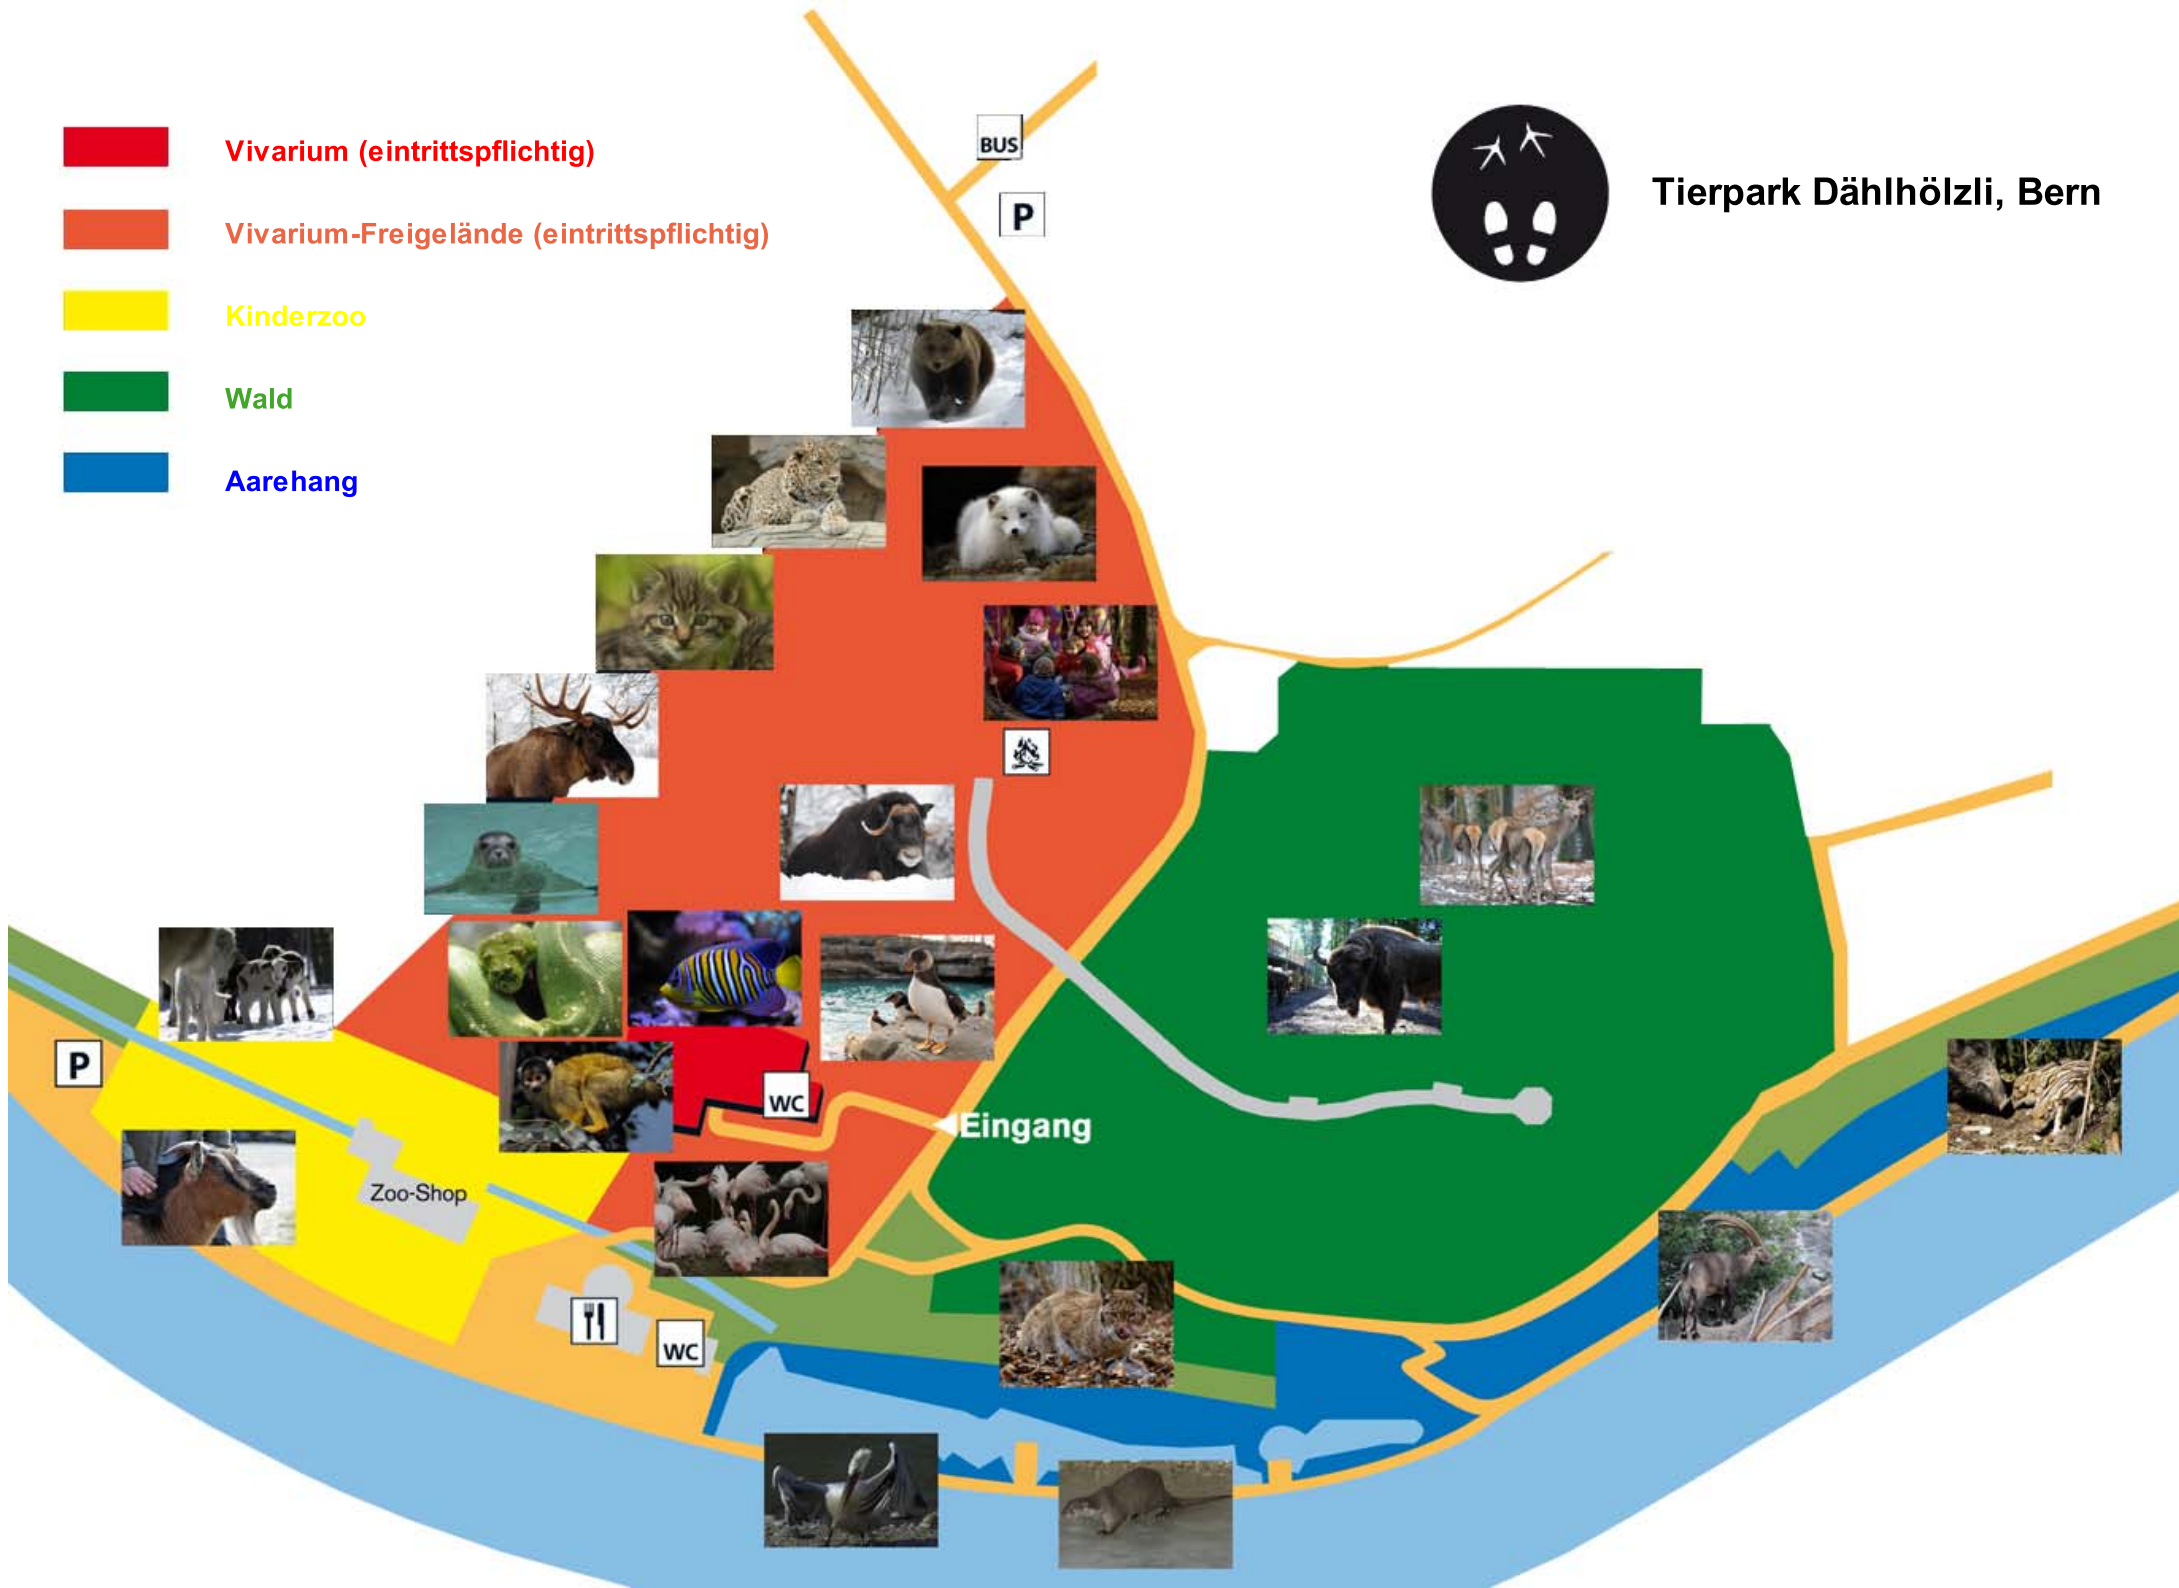 BUS
P
Vivarium (eintrittspflichtig)
Vivarium-Freigelände (eintrittspflichtig)
Kinderzoo
Wald
Aarehang
Tierpark Dählhölzli, Bern
P
WC
Eingang
Zoo-Shop
WC